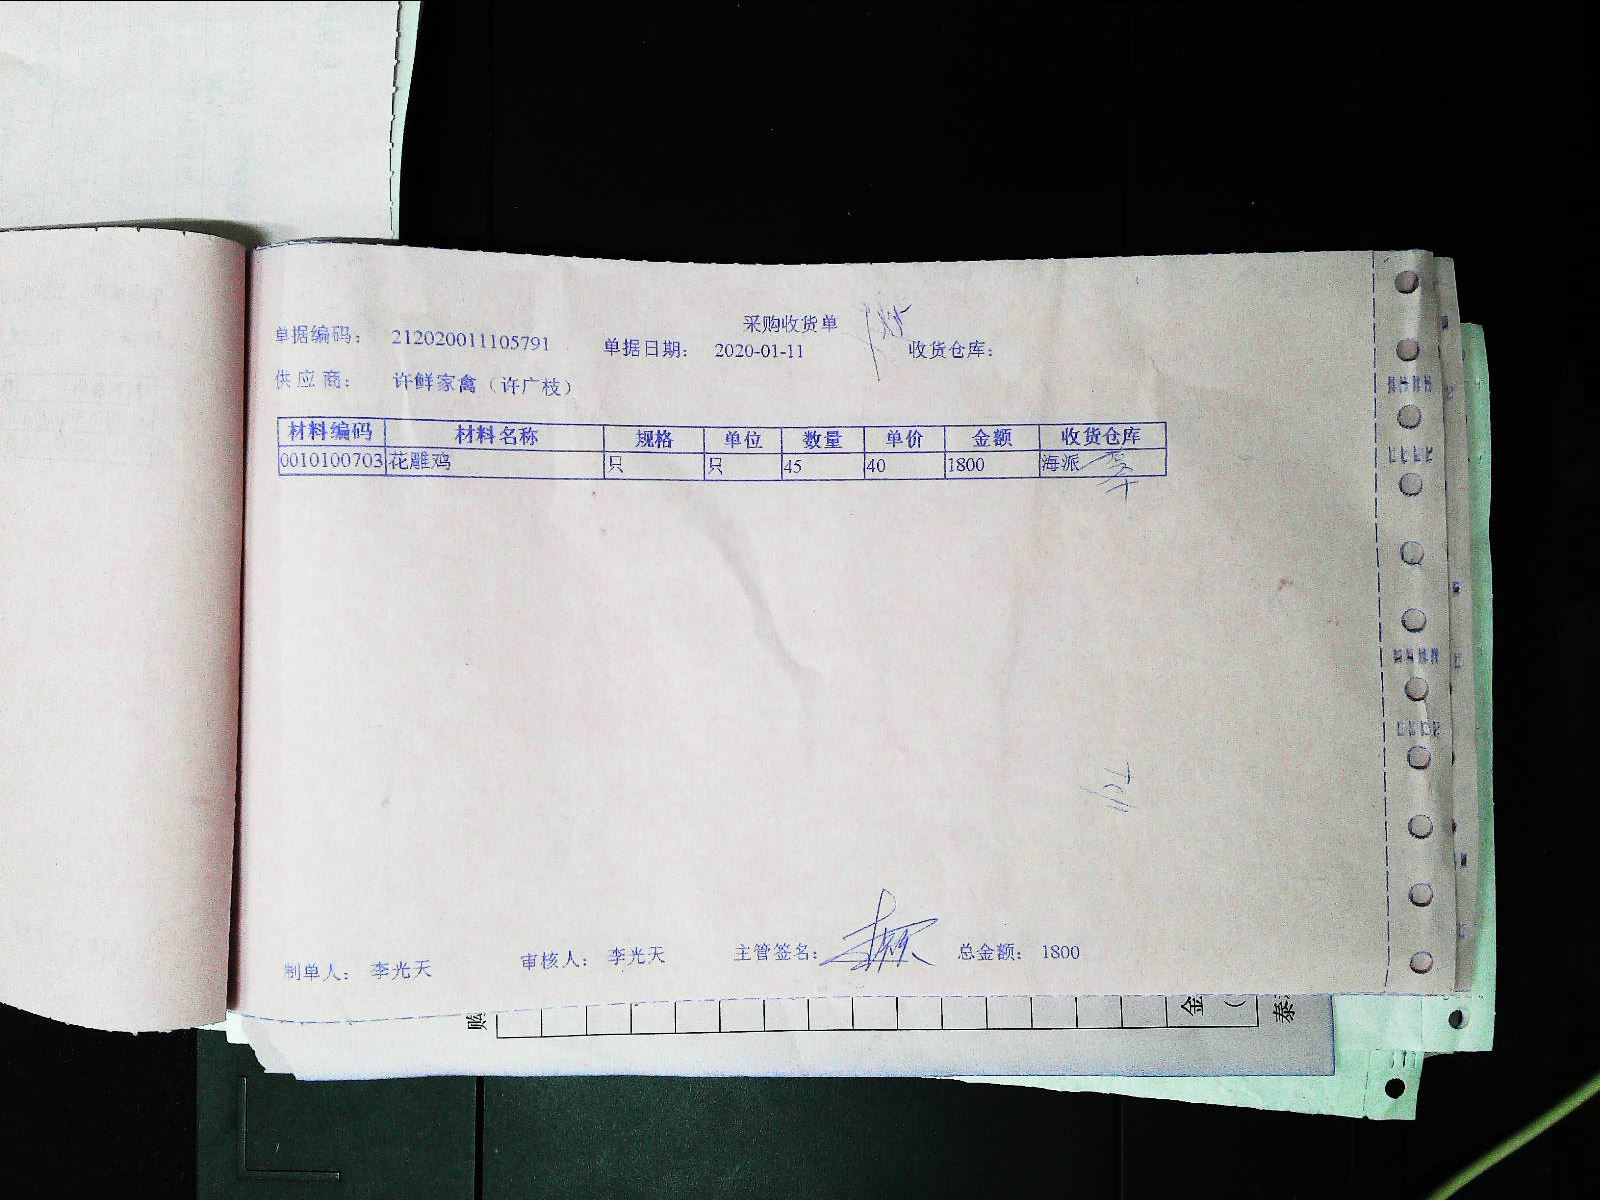 采购收货单
单据编码： 212020011105791 单据日期： 2020-01-11 收货仓库：
供应商： 许鲜家禽（许广枝）
材料编码 材料名称 规格 单位 数量 单价 金额 收货仓库
0010100703 花雕鸡 只 只 45 40 1800 海派
制单人： 李光天 审核人： 李光天 主管签名： 总金额： 1800
购 金 泰